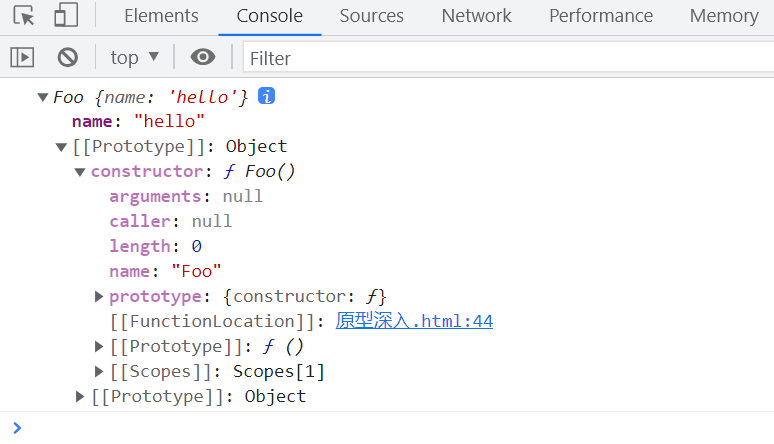 Elements Console Sources Network Performance Memory
top Filter
Foo {name: 'hello'} i
name: "hello"
[[Prototype]]: Object
constructor: ƒ Foo()
arguments: null
caller: null
length: 0
name: "Foo"
prototype: {constructor: ƒ}
[[FunctionLocation]]: 原型深入.html:44
[[Prototype]]: ƒ ()
[[Scopes]]: Scopes[1]
[[Prototype]]: Object